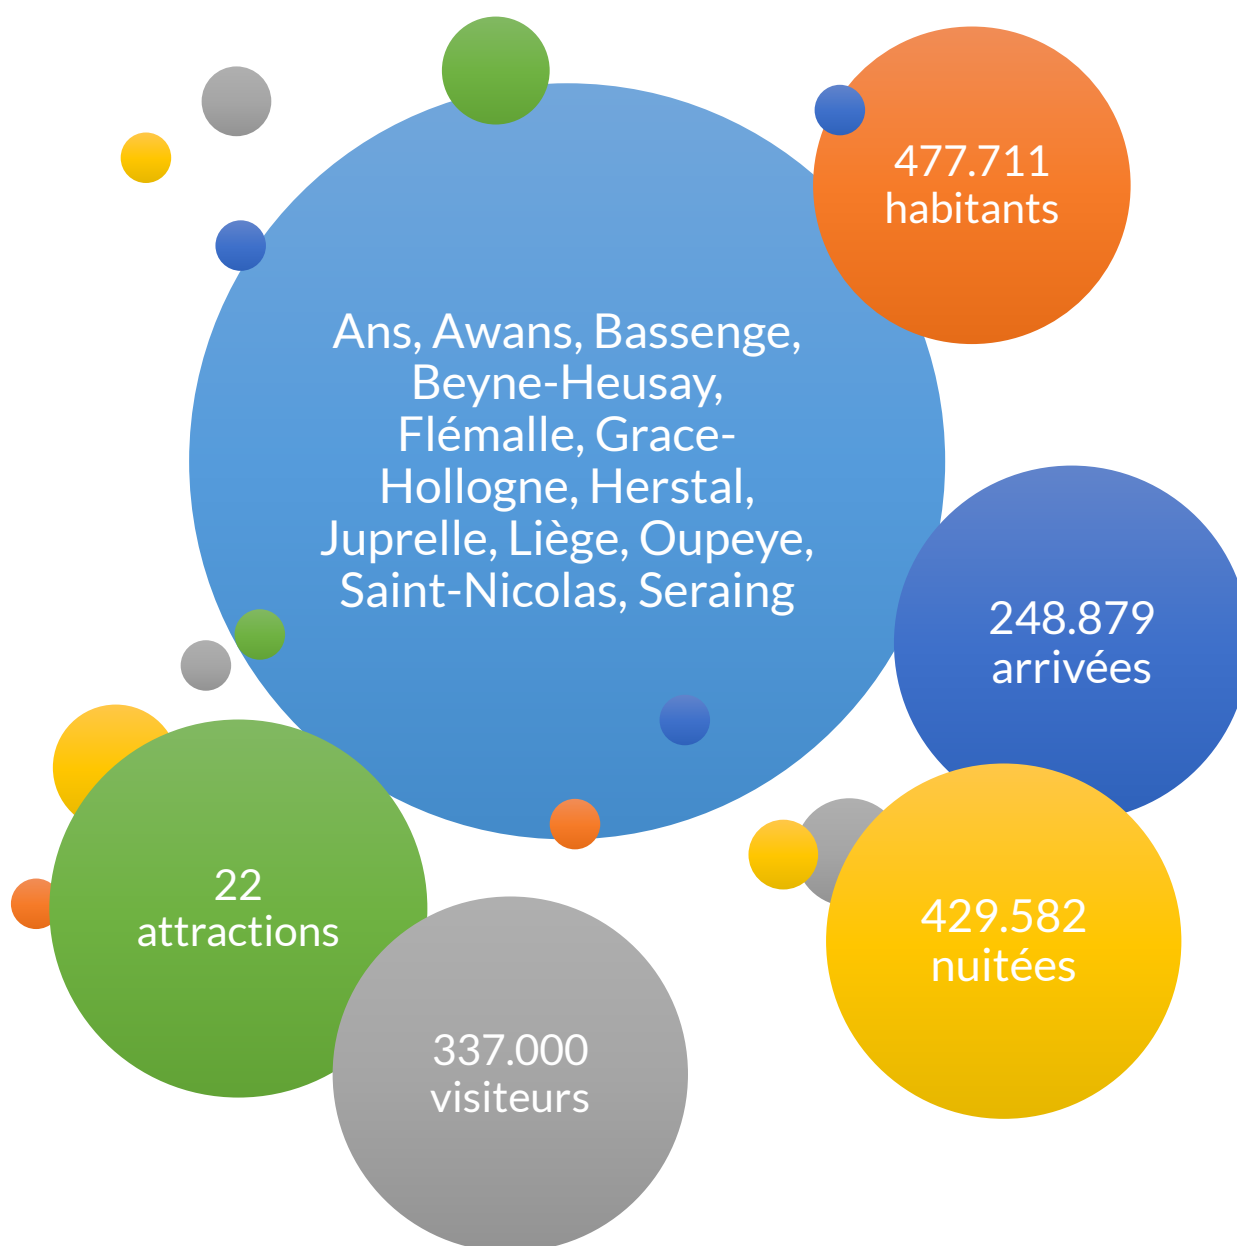 477.711
habitants
Ans, Awans, Bassenge,
Beyne-Heusay,
Flémalle, Grace-
Hollogne, Herstal,
Juprelle, Liège, Oupeye,
Saint-Nicolas, Seraing
248.879
arrivées
22
attractions
429.582
nuitées
337.000
visiteurs